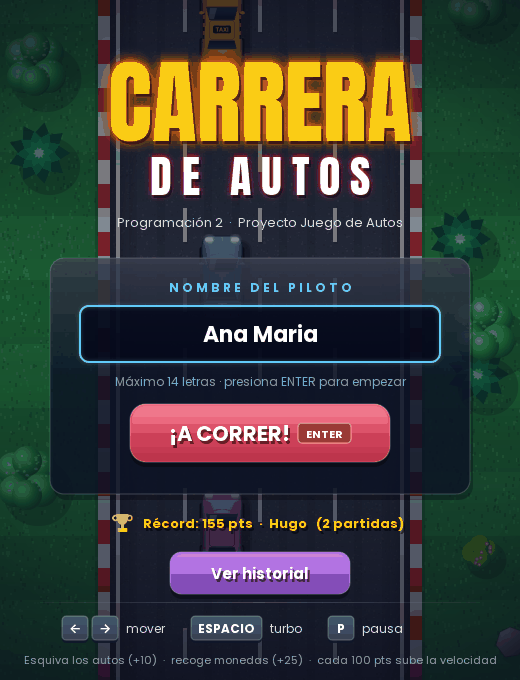 TAXI
CARRERA
DE AUTOS
Programación 2 · Proyecto Juego de Autos
NOMBRE DEL PILOTO
Ana Maria
Máximo 14 letras · presiona ENTER para empezar
¡A CORRER! ENTER
Récord: 155 pts · Hugo (2 partidas)
Ver historial
← → mover ESPACIO turbo P pausa
Esquiva los autos (+10) · recoge monedas (+25) · cada 100 pts sube la velocidad